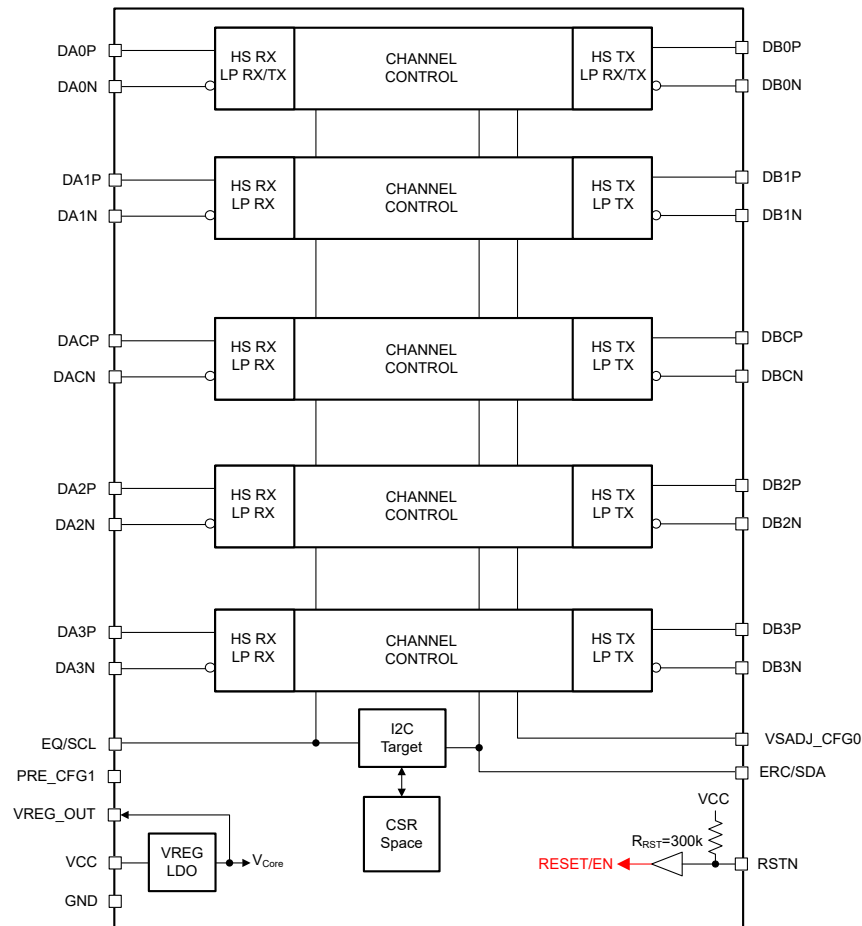 DA0P
HS RX
LP RX/TX
CHANNEL
CONTROL
HS TX
LP RX/TX
DB0P
DA0N
DB0N
DA1P
HS RX
LP RX
CHANNEL
CONTROL
HS TX
LP TX
DB1P
DA1N
DB1N
DACP
HS RX
LP RX
CHANNEL
CONTROL
HS TX
LP TX
DBCP
DACN
DBCN
DA2P
HS RX
LP RX
CHANNEL
CONTROL
HS TX
LP TX
DB2P
DA2N
DB2N
DA3P
HS RX
LP RX
CHANNEL
CONTROL
HS TX
LP TX
DB3P
DA3N
DB3N
EQ/SCL
I2C
Target
VSADJ_CFG0
PRE_CFG1
ERC/SDA
VREG_OUT
CSR
Space
VCC
RRST=300k
VCC
VREG
LDO
VCore
RESET/EN
RSTN
GND